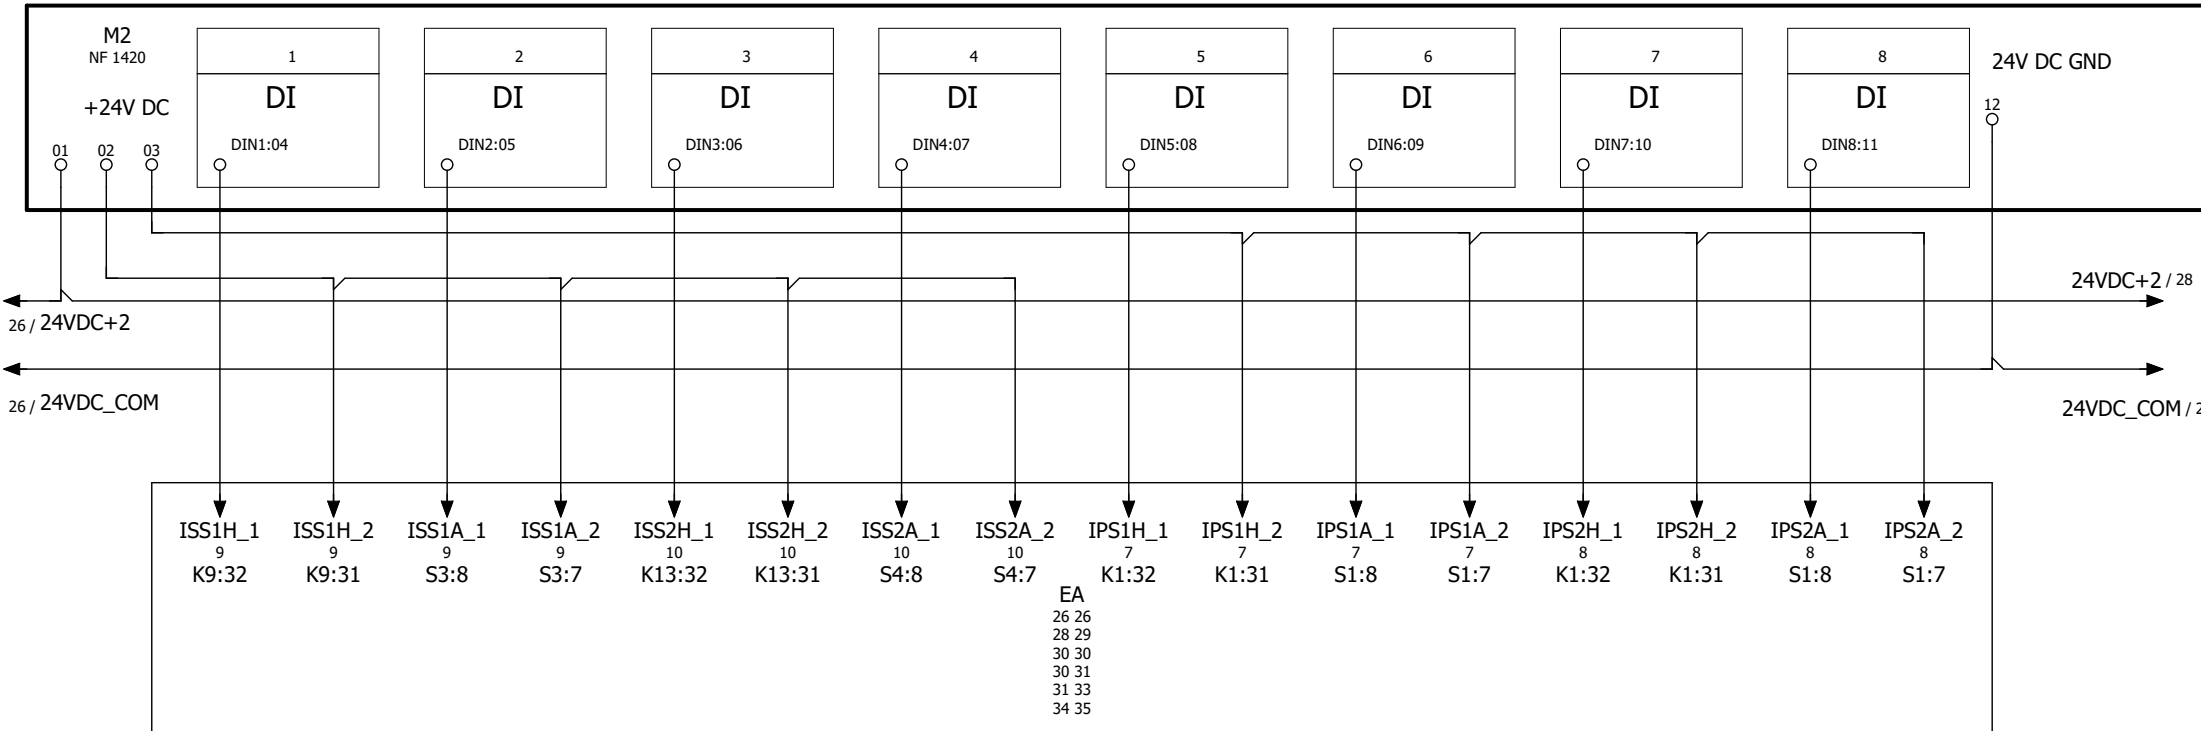 M2
NF 1420
+24V DC
01 02 03
1 2 3 4 5 6 7 8
DI DI DI DI DI DI DI DI
DIN1:04 DIN2:05 DIN3:06 DIN4:07 DIN5:08 DIN6:09 DIN7:10 DIN8:11
24V DC GND
12
24VDC+2 / 28
26 / 24VDC+2
26 / 24VDC_COM
24VDC_COM / 2
ISS1H_1 ISS1H_2 ISS1A_1 ISS1A_2 ISS2H_1 ISS2H_2 ISS2A_1 ISS2A_2 IPS1H_1 IPS1H_2 IPS1A_1 IPS1A_2 IPS2H_1 IPS2H_2 IPS2A_1 IPS2A_2
9 9 9 9 10 10 10 10 7 7 7 7 8 8 8 8
K9:32 K9:31 S3:8 S3:7 K13:32 K13:31 S4:8 S4:7 K1:32 K1:31 S1:8 S1:7 K1:32 K1:31 S1:8 S1:7
EA
26 26
28 29
30 30
30 31
31 33
34 35